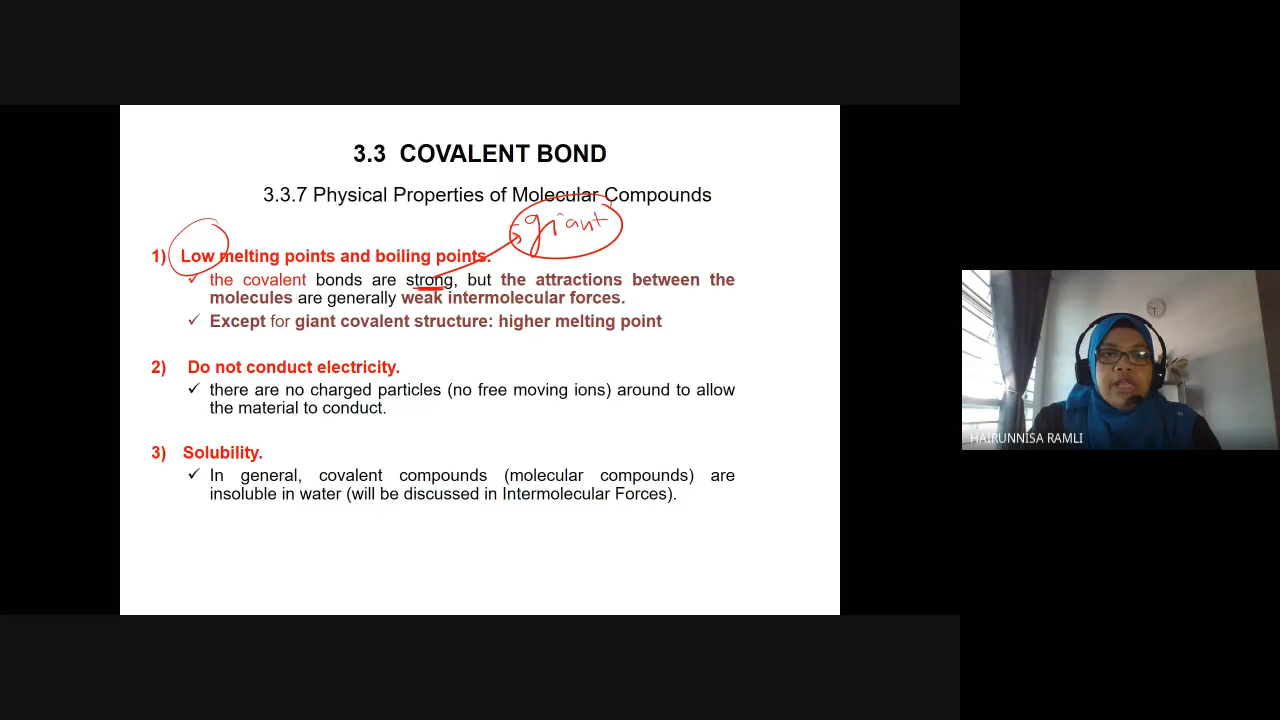 3.3 COVALENT BOND
3.3.7 Physical Properties of Molecular Compounds
giant
1) Low melting points and boiling points.
✓ the covalent bonds are strong, but the attractions between the
molecules are generally weak intermolecular forces.
✓ Except for giant covalent structure: higher melting point
2) Do not conduct electricity.
✓ there are no charged particles (no free moving ions) around to allow
the material to conduct.
3) Solubility.
✓ In general, covalent compounds (molecular compounds) are
insoluble in water (will be discussed in Intermolecular Forces).
HAIRUNNISA RAMLI